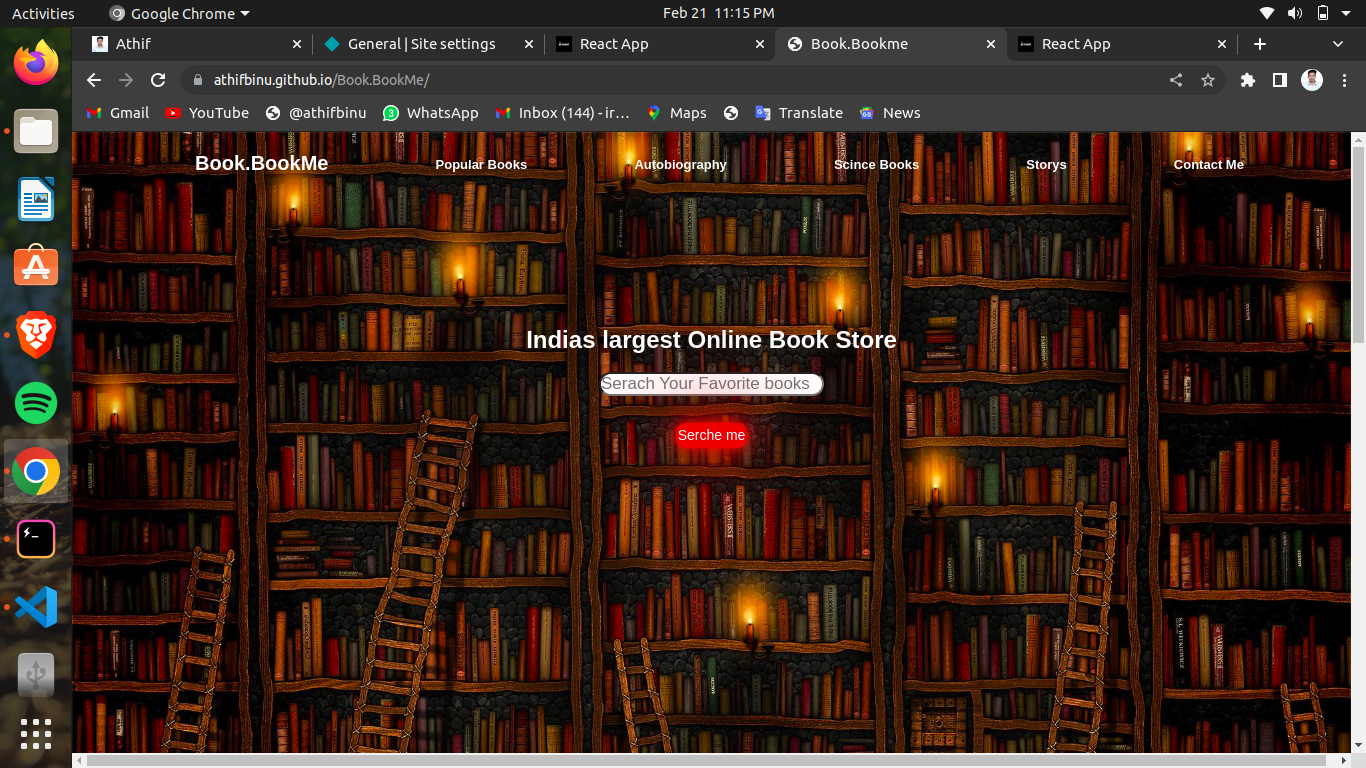 Activities
Google Chrome
Feb 21 11:15 PM
Athif
General | Site settings
React App
Book.Bookme
React App
athifbinu.github.io/Book.BookMe/
Gmail
YouTube
@athifbinu
WhatsApp
Inbox (144) - ir…
Maps
Translate
News
Book.BookMe
Popular Books
Autobiography
Scince Books
Storys
Contact Me
Indias largest Online Book Store
Serach Your Favorite books
Serche me